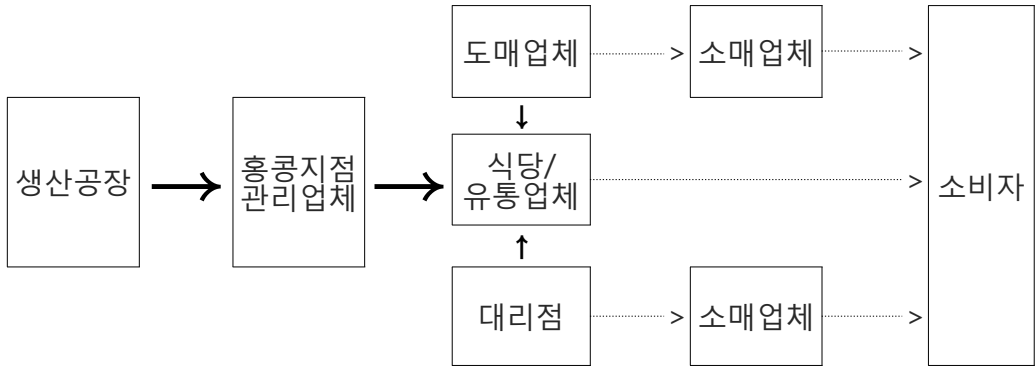 도매업체
소매업체
생산공장
홍콩지점
관리업체
식당/
유통업체
소비자
대리점
소매업체